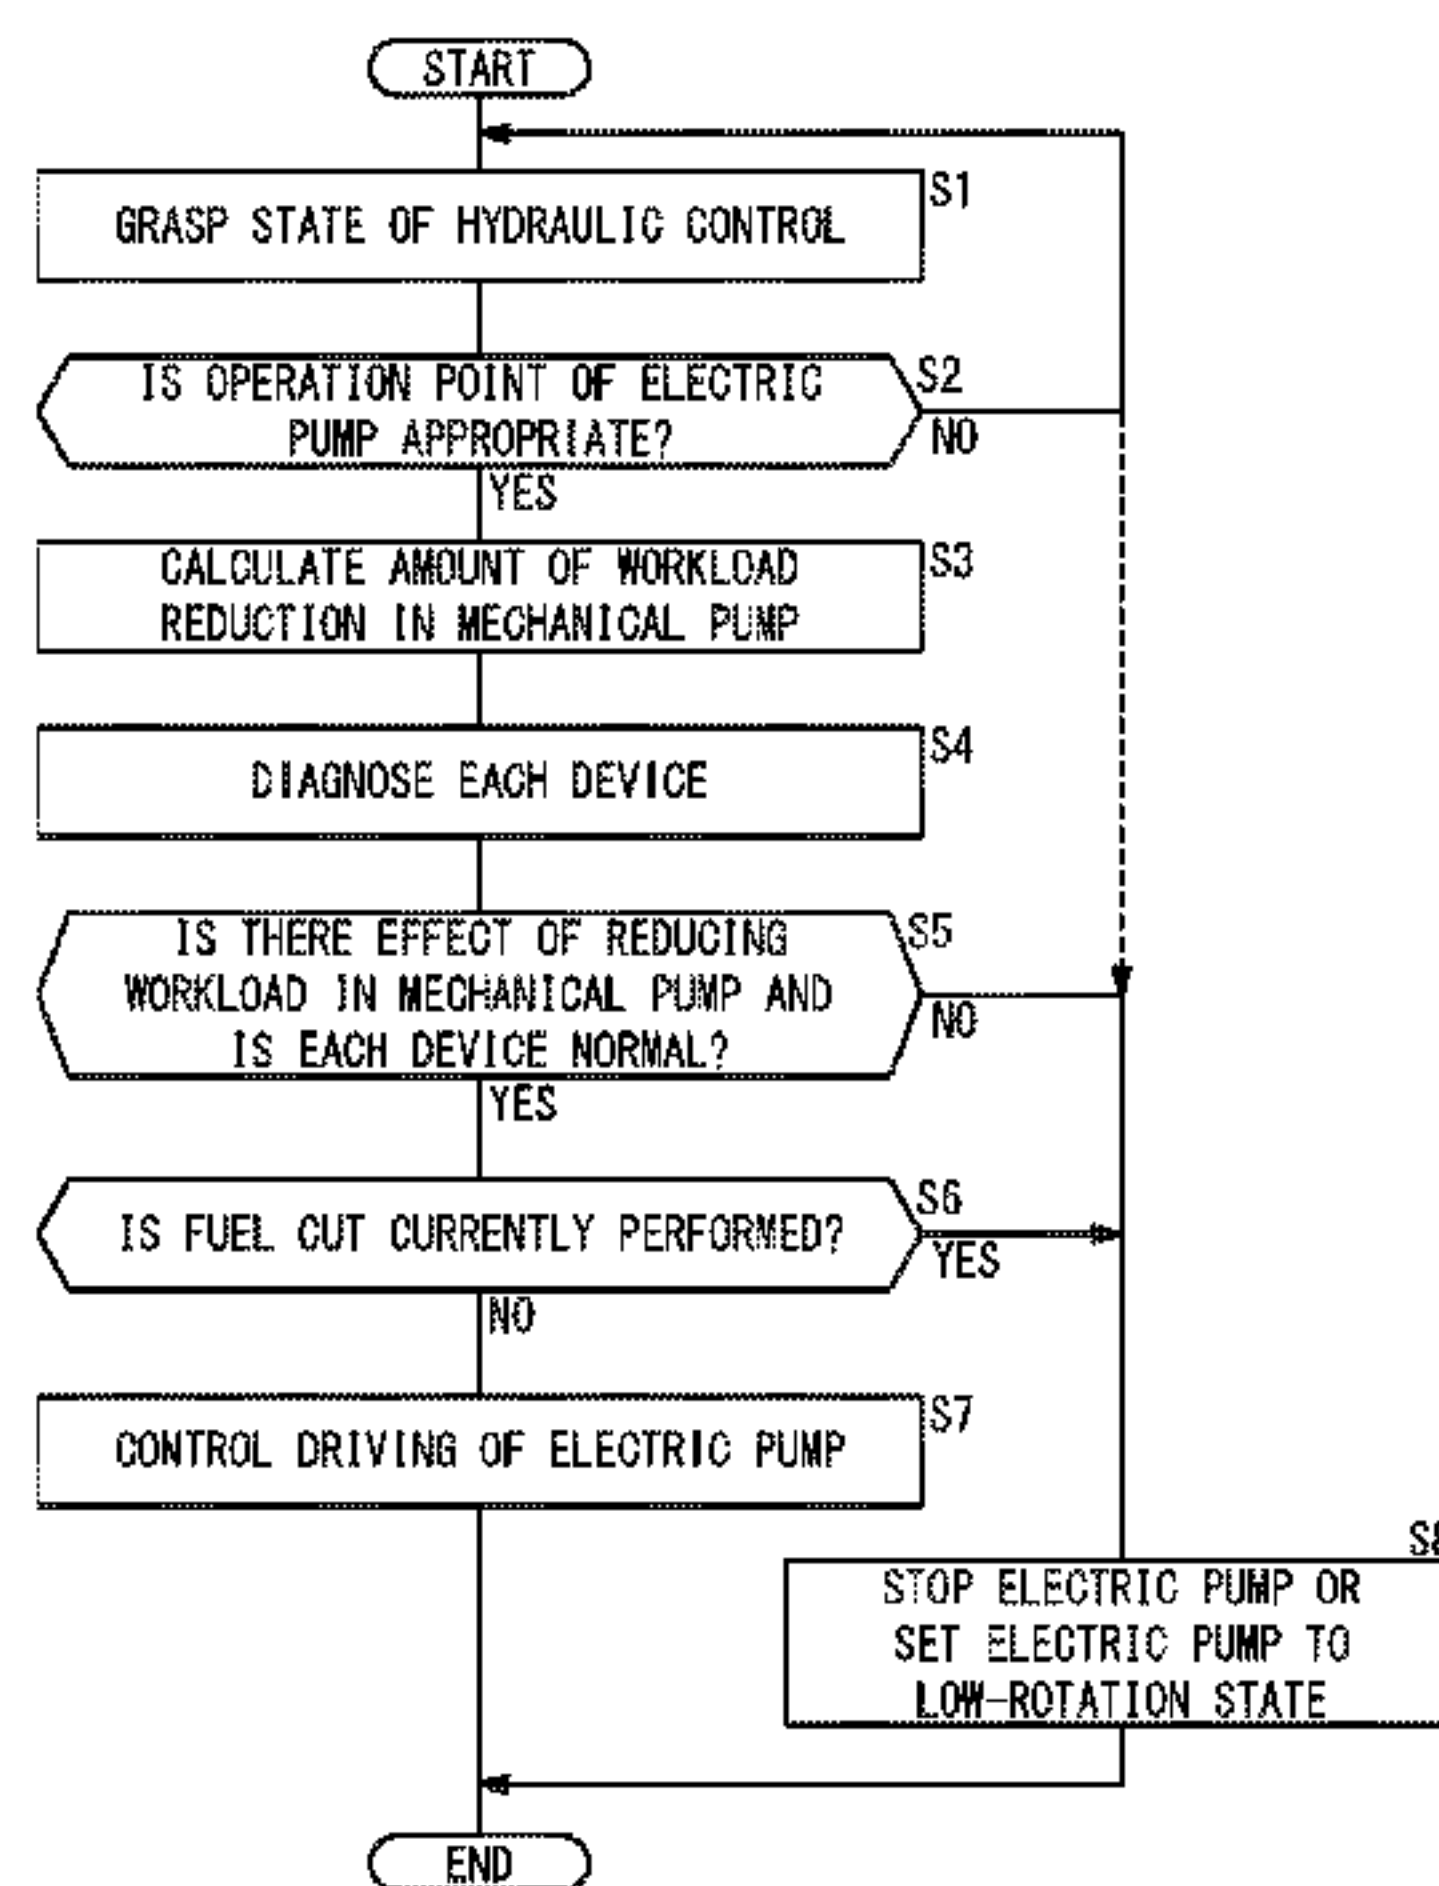 START
GRASP STATE OF HYDRAULIC CONTROL
S1
IS OPERATION POINT OF ELECTRIC
PUMP APPROPRIATE?
S2
NO
YES
CALCULATE AMOUNT OF WORKLOAD
REDUCTION IN MECHANICAL PUMP
S3
DIAGNOSE EACH DEVICE
S4
IS THERE EFFECT OF REDUCING
WORKLOAD IN MECHANICAL PUMP AND
IS EACH DEVICE NORMAL?
S5
NO
YES
IS FUEL CUT CURRENTLY PERFORMED?
S6
YES
NO
CONTROL DRIVING OF ELECTRIC PUMP
S7
S8
STOP ELECTRIC PUMP OR
SET ELECTRIC PUMP TO
LOW-ROTATION STATE
END